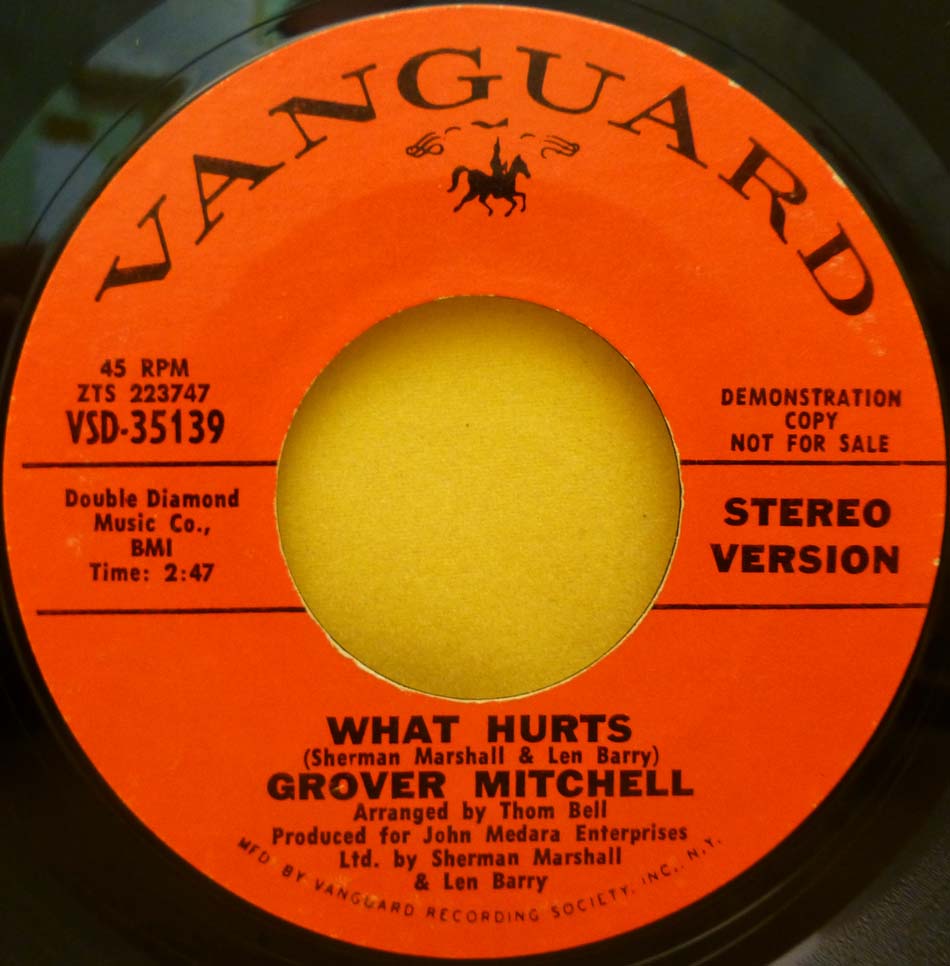 VANGUARD
45 RPM
ZTS 223747
VSD-35139
DEMONSTRATION
COPY
NOT FOR SALE
Double Diamond
Music Co.,
BMI
Time: 2:47
STEREO
VERSION
WHAT HURTS
(Sherman Marshall & Len Barry)
GROVER MITCHELL
Arranged by Thom Bell
Produced for John Medara Enterprises
Ltd. by Sherman Marshall
& Len Barry
MFD BY VANGUARD RECORDING SOCIETY, INC., N.Y.